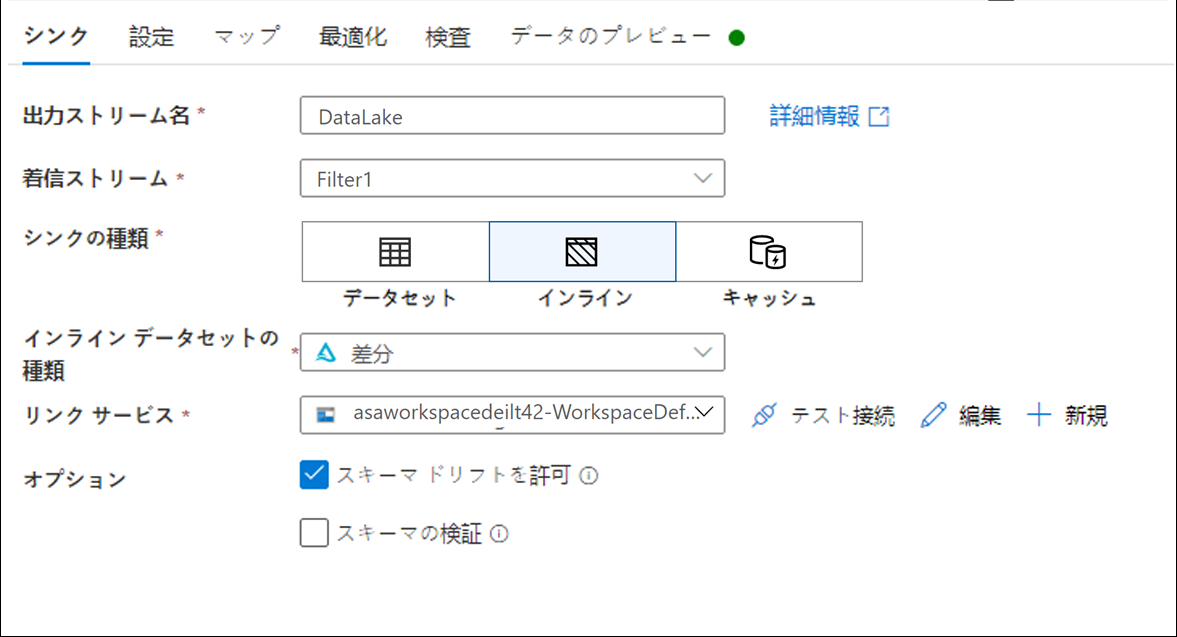 シンク 設定 マップ 最適化 検査 データのプレビュー
出力ストリーム名 * DataLake 詳細情報
着信ストリーム * Filter1
シンクの種類 *
データセット インライン キャッシュ
インライン データセットの
種類 * 差分
リンク サービス * asaworkspacedeilt42-WorkspaceDef... テスト接続 編集 新規
オプション スキーマ ドリフトを許可
スキーマの検証